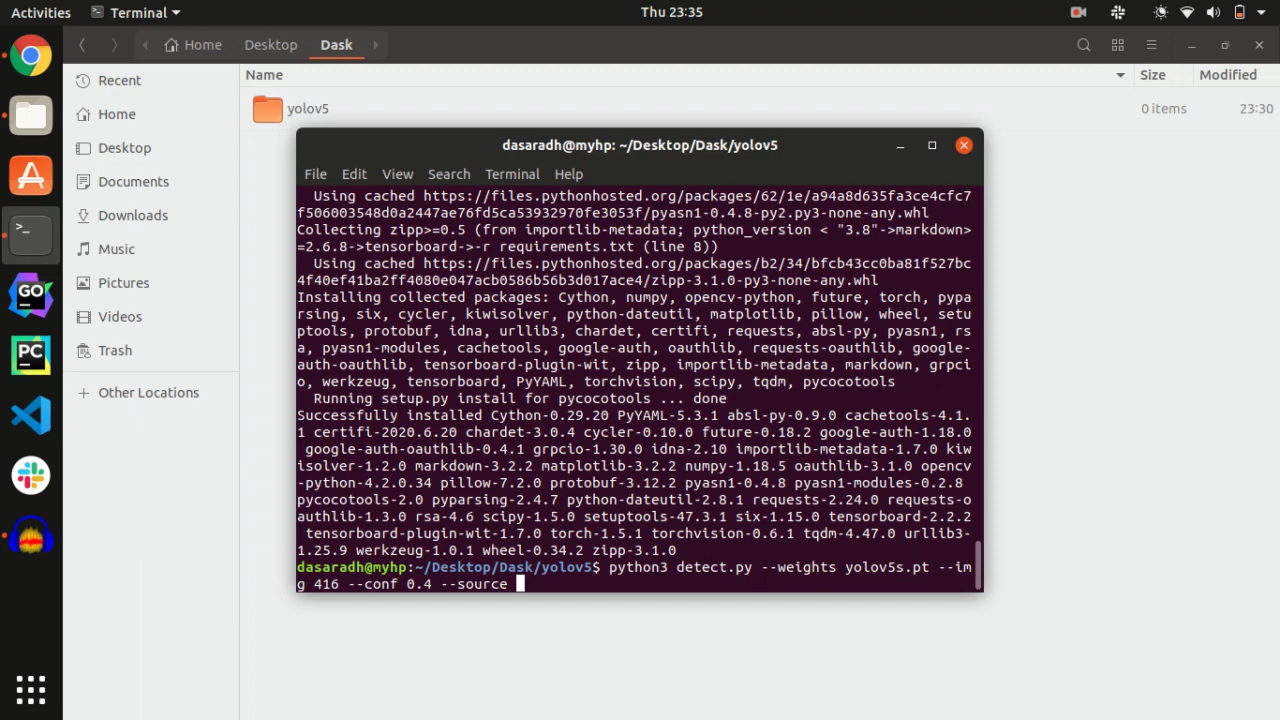 Activities
Terminal
Thu 23:35
Home
Desktop
Dask
Recent
Home
Desktop
Documents
Downloads
Music
Pictures
Videos
Trash
Other Locations
Name
Size
Modified
yolov5
0 items
23:30
GO
PC
dasaradh@myhp: ~/Desktop/Dask/yolov5
File Edit View Search Terminal Help
Using cached https://files.pythonhosted.org/packages/62/1e/a94a8d635fa3ce4cfc7
f506003548d0a2447ae76fd5ca53932970fe3053f/pyasn1-0.4.8-py2.py3-none-any.whl
Collecting zipp>=0.5 (from importlib-metadata; python_version < "3.8"->markdown>
=2.6.8->tensorboard->-r requirements.txt (line 8))
Using cached https://files.pythonhosted.org/packages/b2/34/bfcb43cc0ba81f527bc
4f40ef41ba2ff4080e047acb0586b56b3d017ace4/zipp-3.1.0-py3-none-any.whl
Installing collected packages: Cython, numpy, opencv-python, future, torch, pypa
rsing, six, cycler, kiwisolver, python-dateutil, matplotlib, pillow, wheel, setu
ptools, protobuf, idna, urllib3, chardet, certifi, requests, absl-py, pyasn1, rs
a, pyasn1-modules, cachetools, google-auth, oauthlib, requests-oauthlib, google-
auth-oauthlib, tensorboard-plugin-wit, zipp, importlib-metadata, markdown, grpci
o, werkzeug, tensorboard, PyYAML, torchvision, scipy, tqdm, pycocotools
Running setup.py install for pycocotools ... done
Successfully installed Cython-0.29.20 PyYAML-5.3.1 absl-py-0.9.0 cachetools-4.1.
1 certifi-2020.6.20 chardet-3.0.4 cycler-0.10.0 future-0.18.2 google-auth-1.18.0
google-auth-oauthlib-0.4.1 grpcio-1.30.0 idna-2.10 importlib-metadata-1.7.0 kiw
isolver-1.2.0 markdown-3.2.2 matplotlib-3.2.2 numpy-1.18.5 oauthlib-3.1.0 opencv
-python-4.2.0.34 pillow-7.2.0 protobuf-3.12.2 pyasn1-0.4.8 pyasn1-modules-0.2.8
pycocotools-2.0 pyparsing-2.4.7 python-dateutil-2.8.1 requests-2.24.0 requests-o
authlib-1.3.0 rsa-4.6 scipy-1.5.0 setuptools-47.3.1 six-1.15.0 tensorboard-2.2.2
tensorboard-plugin-wit-1.7.0 torch-1.5.1 torchvision-0.6.1 tqdm-4.47.0 urllib3-
1.25.9 werkzeug-1.0.1 wheel-0.34.2 zipp-3.1.0
dasaradh@myhp:~/Desktop/Dask/yolov5$ python3 detect.py --weights yolov5s.pt --im
g 416 --conf 0.4 --source